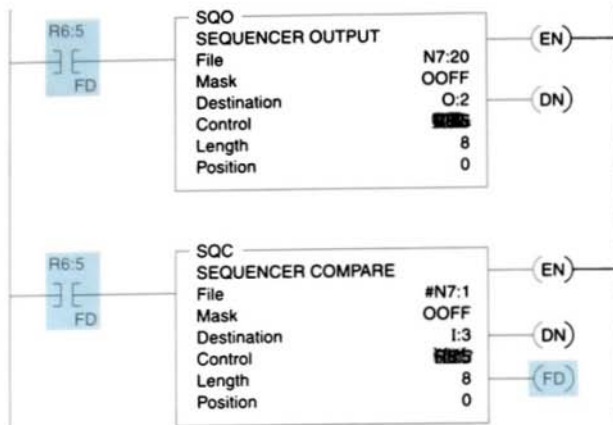 R6:5
FD
SQO
SEQUENCER OUTPUT
File N7:20
Mask OOFF
Destination O:2
Control
Length 8
Position 0
(EN)
(DN)
R6:5
FD
SQC
SEQUENCER COMPARE
File #N7:1
Mask OOFF
Destination I:3
Control
Length 8
Position 0
(EN)
(DN)
(FD)